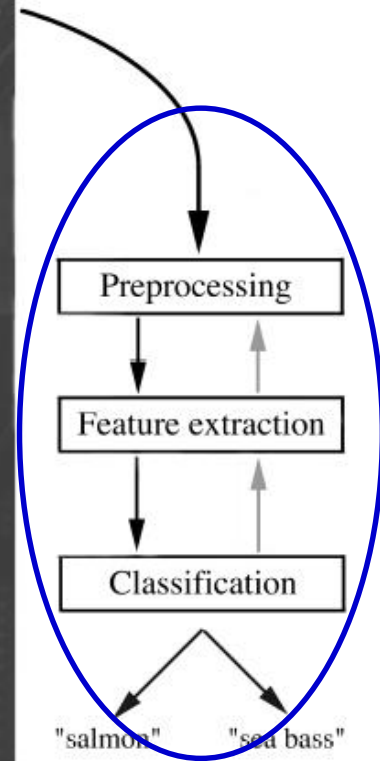 Preprocessing
Feature extraction
Classification
"salmon" "sea bass"